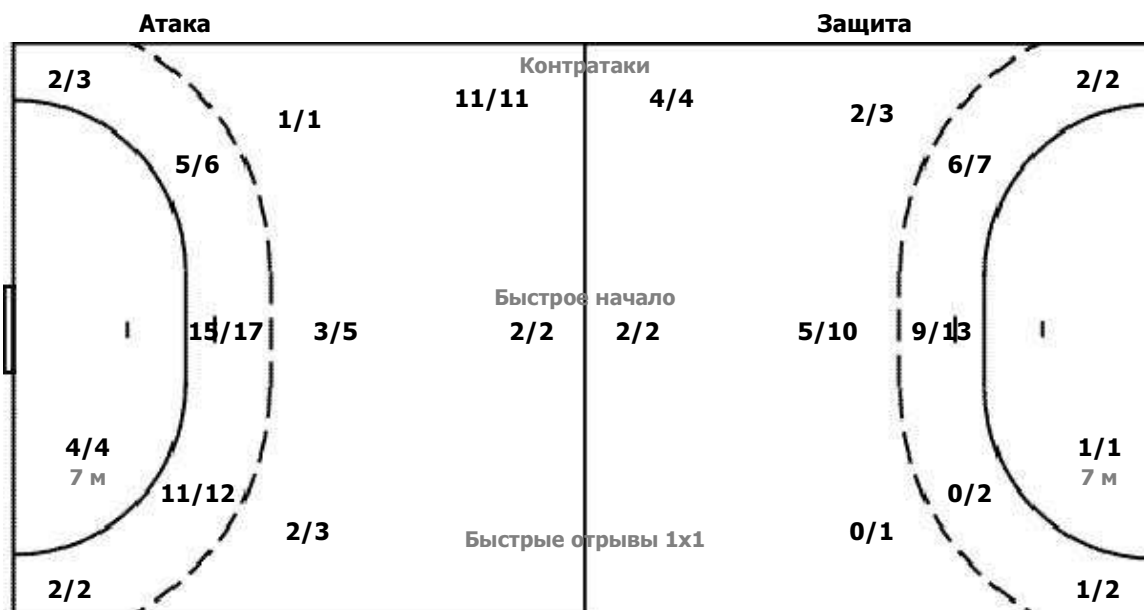 Атака Защита
Контратаки
2/3 2/2
11/11 4/4
1/1 2/3
5/6 6/7
Быстрое начало
15/17 3/5 2/2 2/2 5/10 9/13
4/4 1/1
7 м 7 м
11/12 0/2
2/3 Быстрые отрывы 1x1 0/1
2/2 1/2